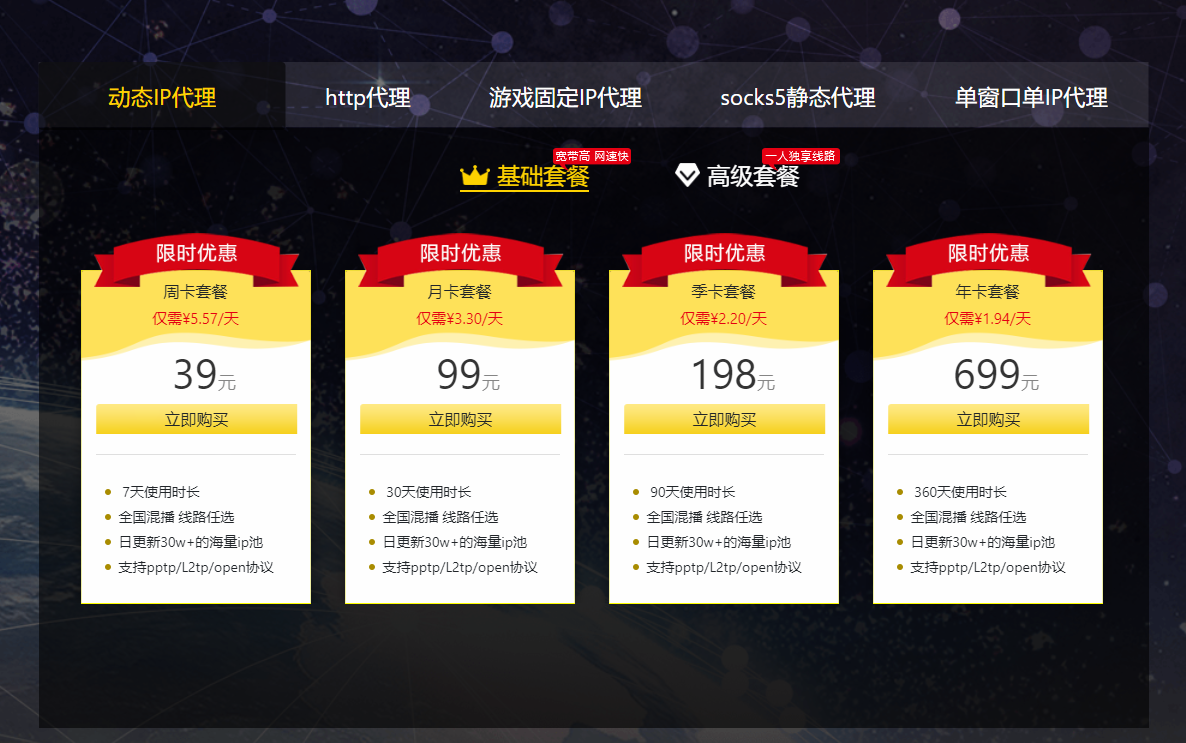 动态IP代理 http代理 游戏固定IP代理 socks5静态代理 单窗口单IP代理
宽带高 网速快 一人独享线路
基础套餐 高级套餐
限时优惠 限时优惠 限时优惠 限时优惠
周卡套餐 月卡套餐 季卡套餐 年卡套餐
仅需¥5.57/天 仅需¥3.30/天 仅需¥2.20/天 仅需¥1.94/天
39元 99元 198元 699元
立即购买 立即购买 立即购买 立即购买
7天使用时长 30天使用时长 90天使用时长 360天使用时长
全国混播 线路任选 全国混播 线路任选 全国混播 线路任选 全国混播 线路任选
日更新30w+的海量ip池 日更新30w+的海量ip池 日更新30w+的海量ip池 日更新30w+的海量ip池
支持pptp/L2tp/open协议 支持pptp/L2tp/open协议 支持pptp/L2tp/open协议 支持pptp/L2tp/open协议